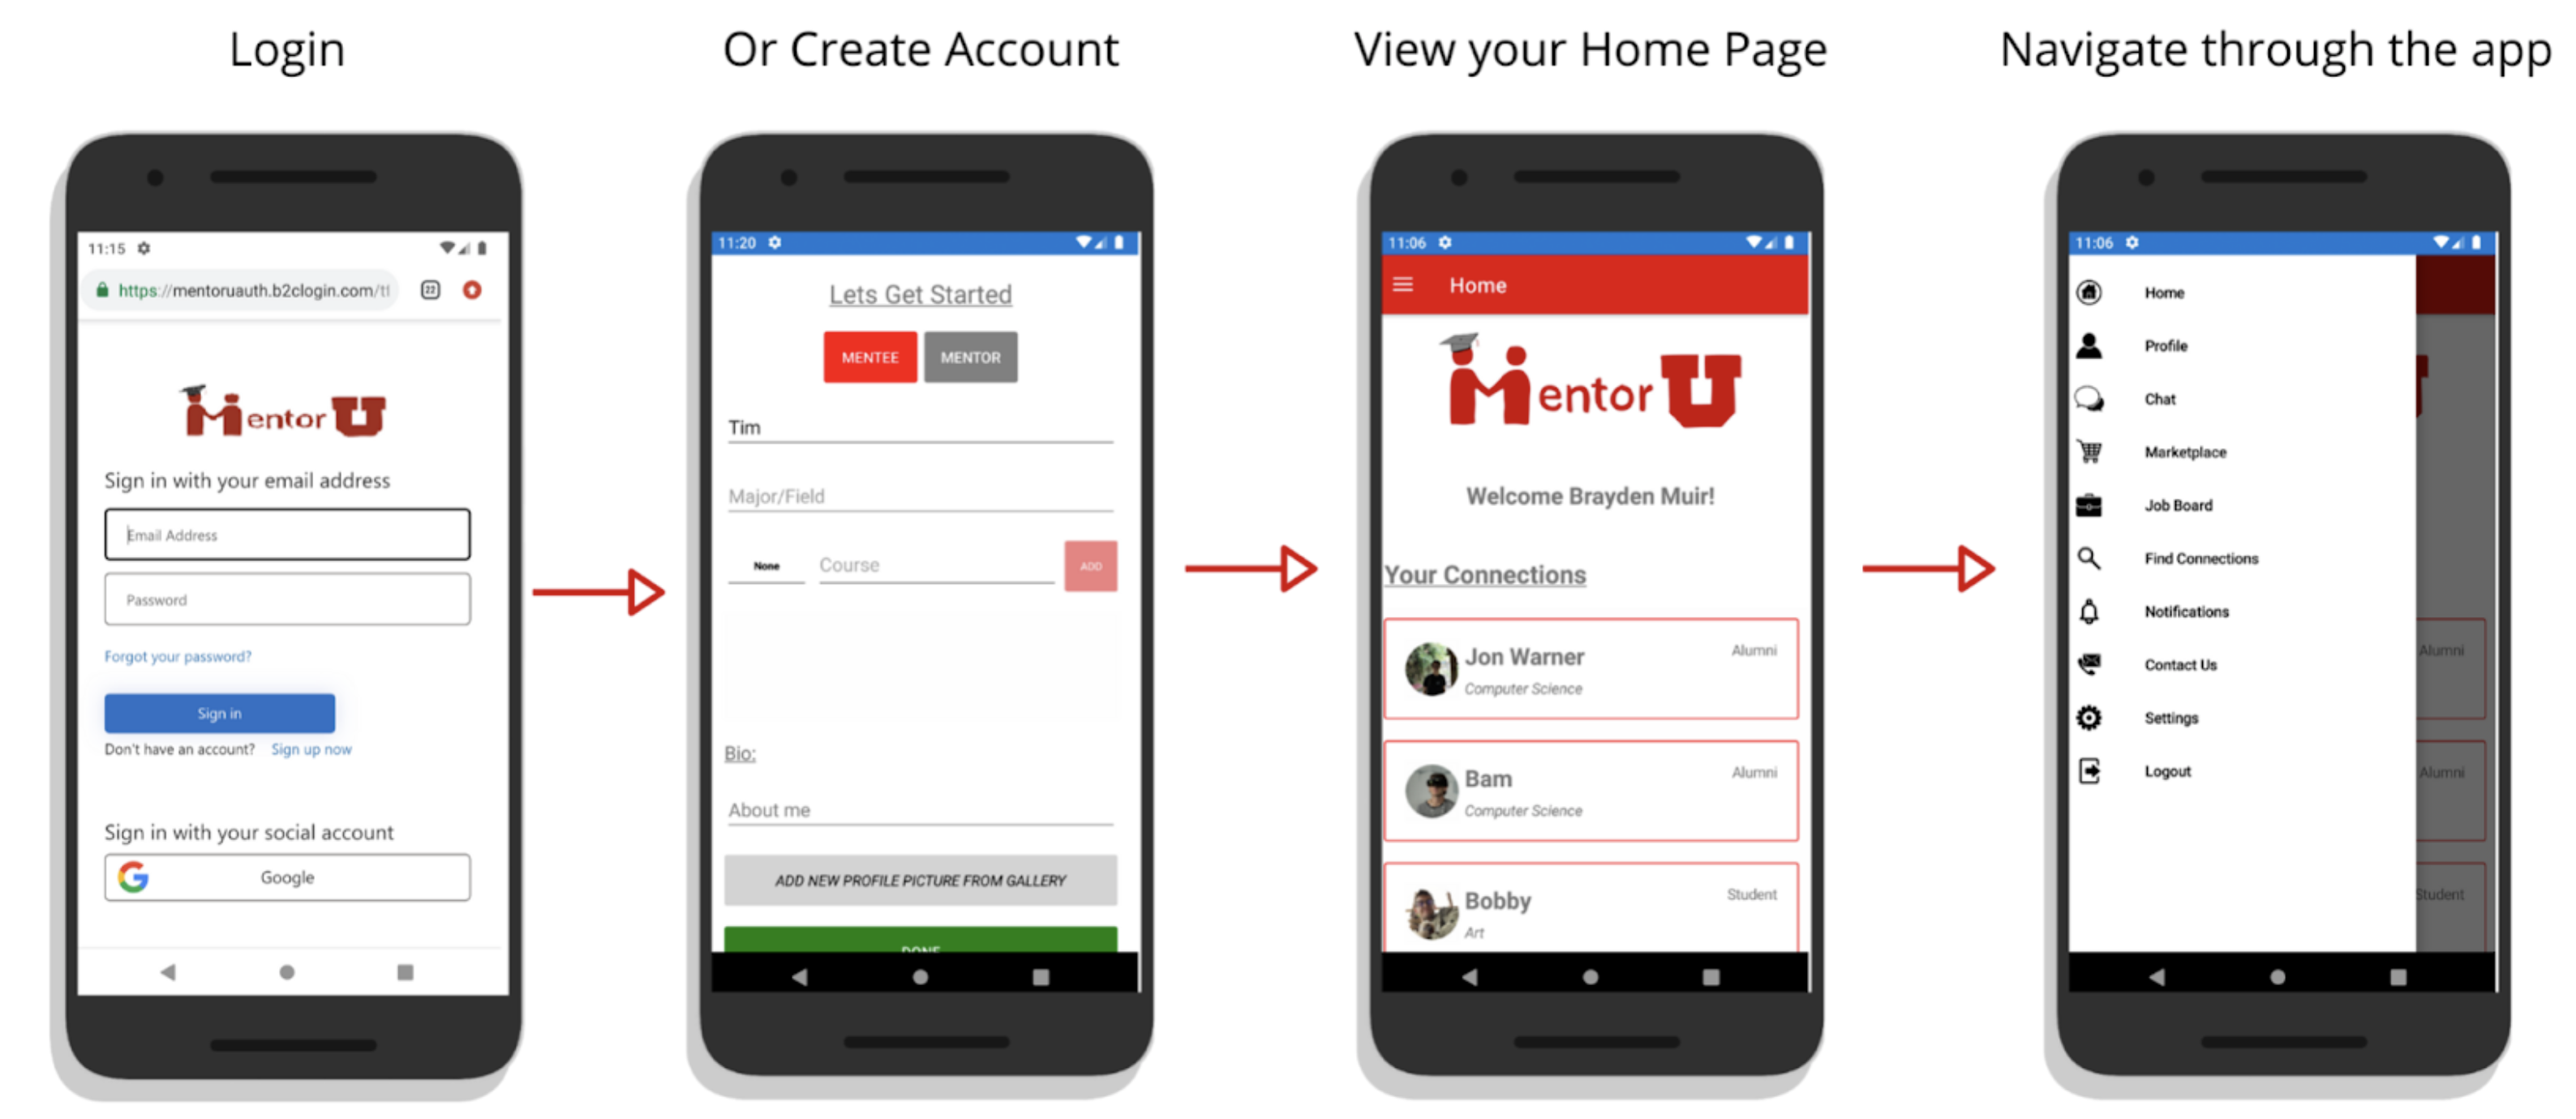 Login
11:15
https://mentoruauth.b2clogin.com/
22
Mentor U
Sign in with your email address
Email Address
Password
Forgot your password?
Sign in
Don't have an account? Sign up now
Sign in with your social account
Google
Or Create Account
11:20
Lets Get Started
MENTEE MENTOR
Tim
Major/Field
None Course ADD
Bio:
About me
ADD NEW PROFILE PICTURE FROM GALLERY
DONE
View your Home Page
11:06
Home
Mentor U
Welcome Brayden Muir!
Your Connections
Jon Warner Alumni
Computer Science
Bam Alumni
Computer Science
Bobby Student
Art
Navigate through the app
11:06
Home
Profile
Chat
Marketplace
Job Board
Find Connections
Notifications
Contact Us
Settings
Logout
Alumni
Alumni
Student